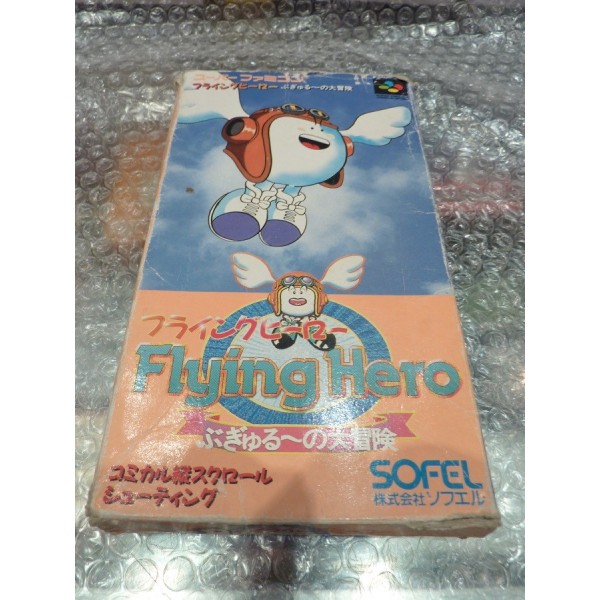 スーパーファミコン
フライングヒーロー ぶぎゅる〜の大冒険
フライングヒーロー
Flying Hero
ぶぎゅる〜の大冒険
コミカル縦スクロール
シューティング
SOFEL
株式会社ソフエル